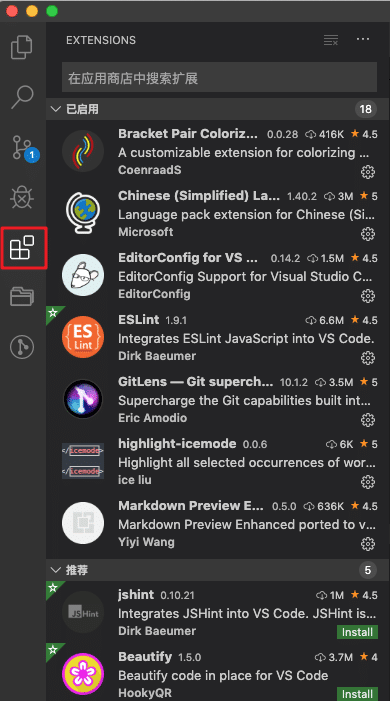 EXTENSIONS
在应用商店中搜索扩展
已启用 18
Bracket Pair Coloriz... 0.0.28 416K ★ 4.5
A customizable extension for colorizing ...
CoenraadS
Chinese (Simplified) La... 1.40.2 3M ★ 5
Language pack extension for Chinese (Si...
Microsoft
EditorConfig for VS ... 0.14.2 1.5M ★ 4.5
EditorConfig Support for Visual Studio C...
EditorConfig
ES Lint
ESLint 1.9.1 6.6M ★ 4.5
Integrates ESLint JavaScript into VS Code.
Dirk Baeumer
GitLens — Git superch... 10.1.2 3.5M ★ 5
Supercharge the Git capabilities built int...
Eric Amodio
</icemode>
</icemode>
highlight-icemode 0.0.6 6K ★ 5
Highlight all selected occurrences of wor...
ice liu
Markdown Preview E... 0.5.0 636K ★ 4.5
Markdown Preview Enhanced ported to v...
Yiyi Wang
推荐 5
JSHint
jshint 0.10.21 1M ★ 4.5
Integrates JSHint into VS Code. JSHint is...
Dirk Baeumer Install
Beautify 1.5.0 3.7M ★ 4
Beautify code in place for VS Code
HookyQR Install
1